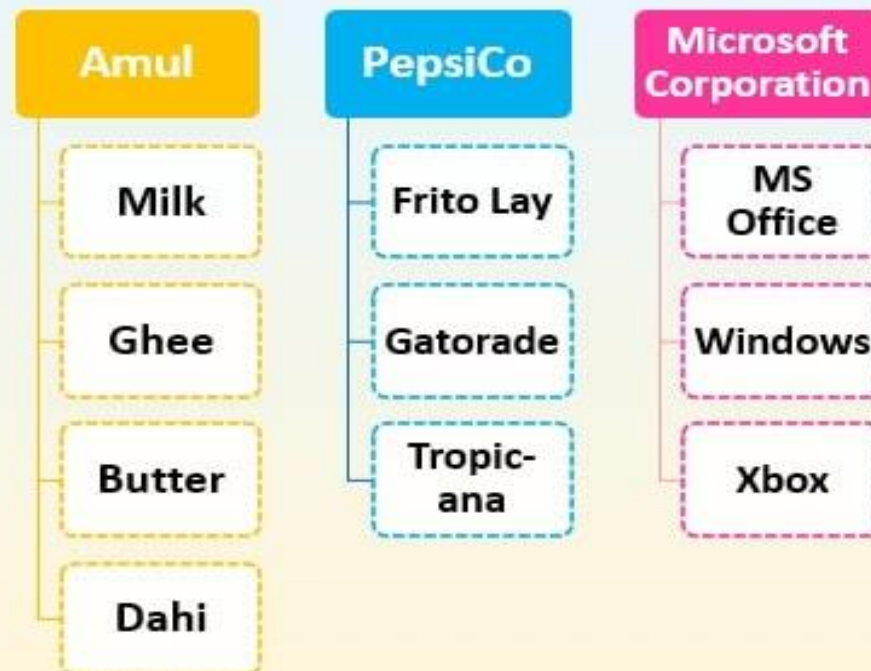 Amul
Milk
Ghee
Butter
Dahi
PepsiCo
Frito Lay
Gatorade
Tropic-
ana
Microsoft
Corporation
MS
Office
Windows
Xbox